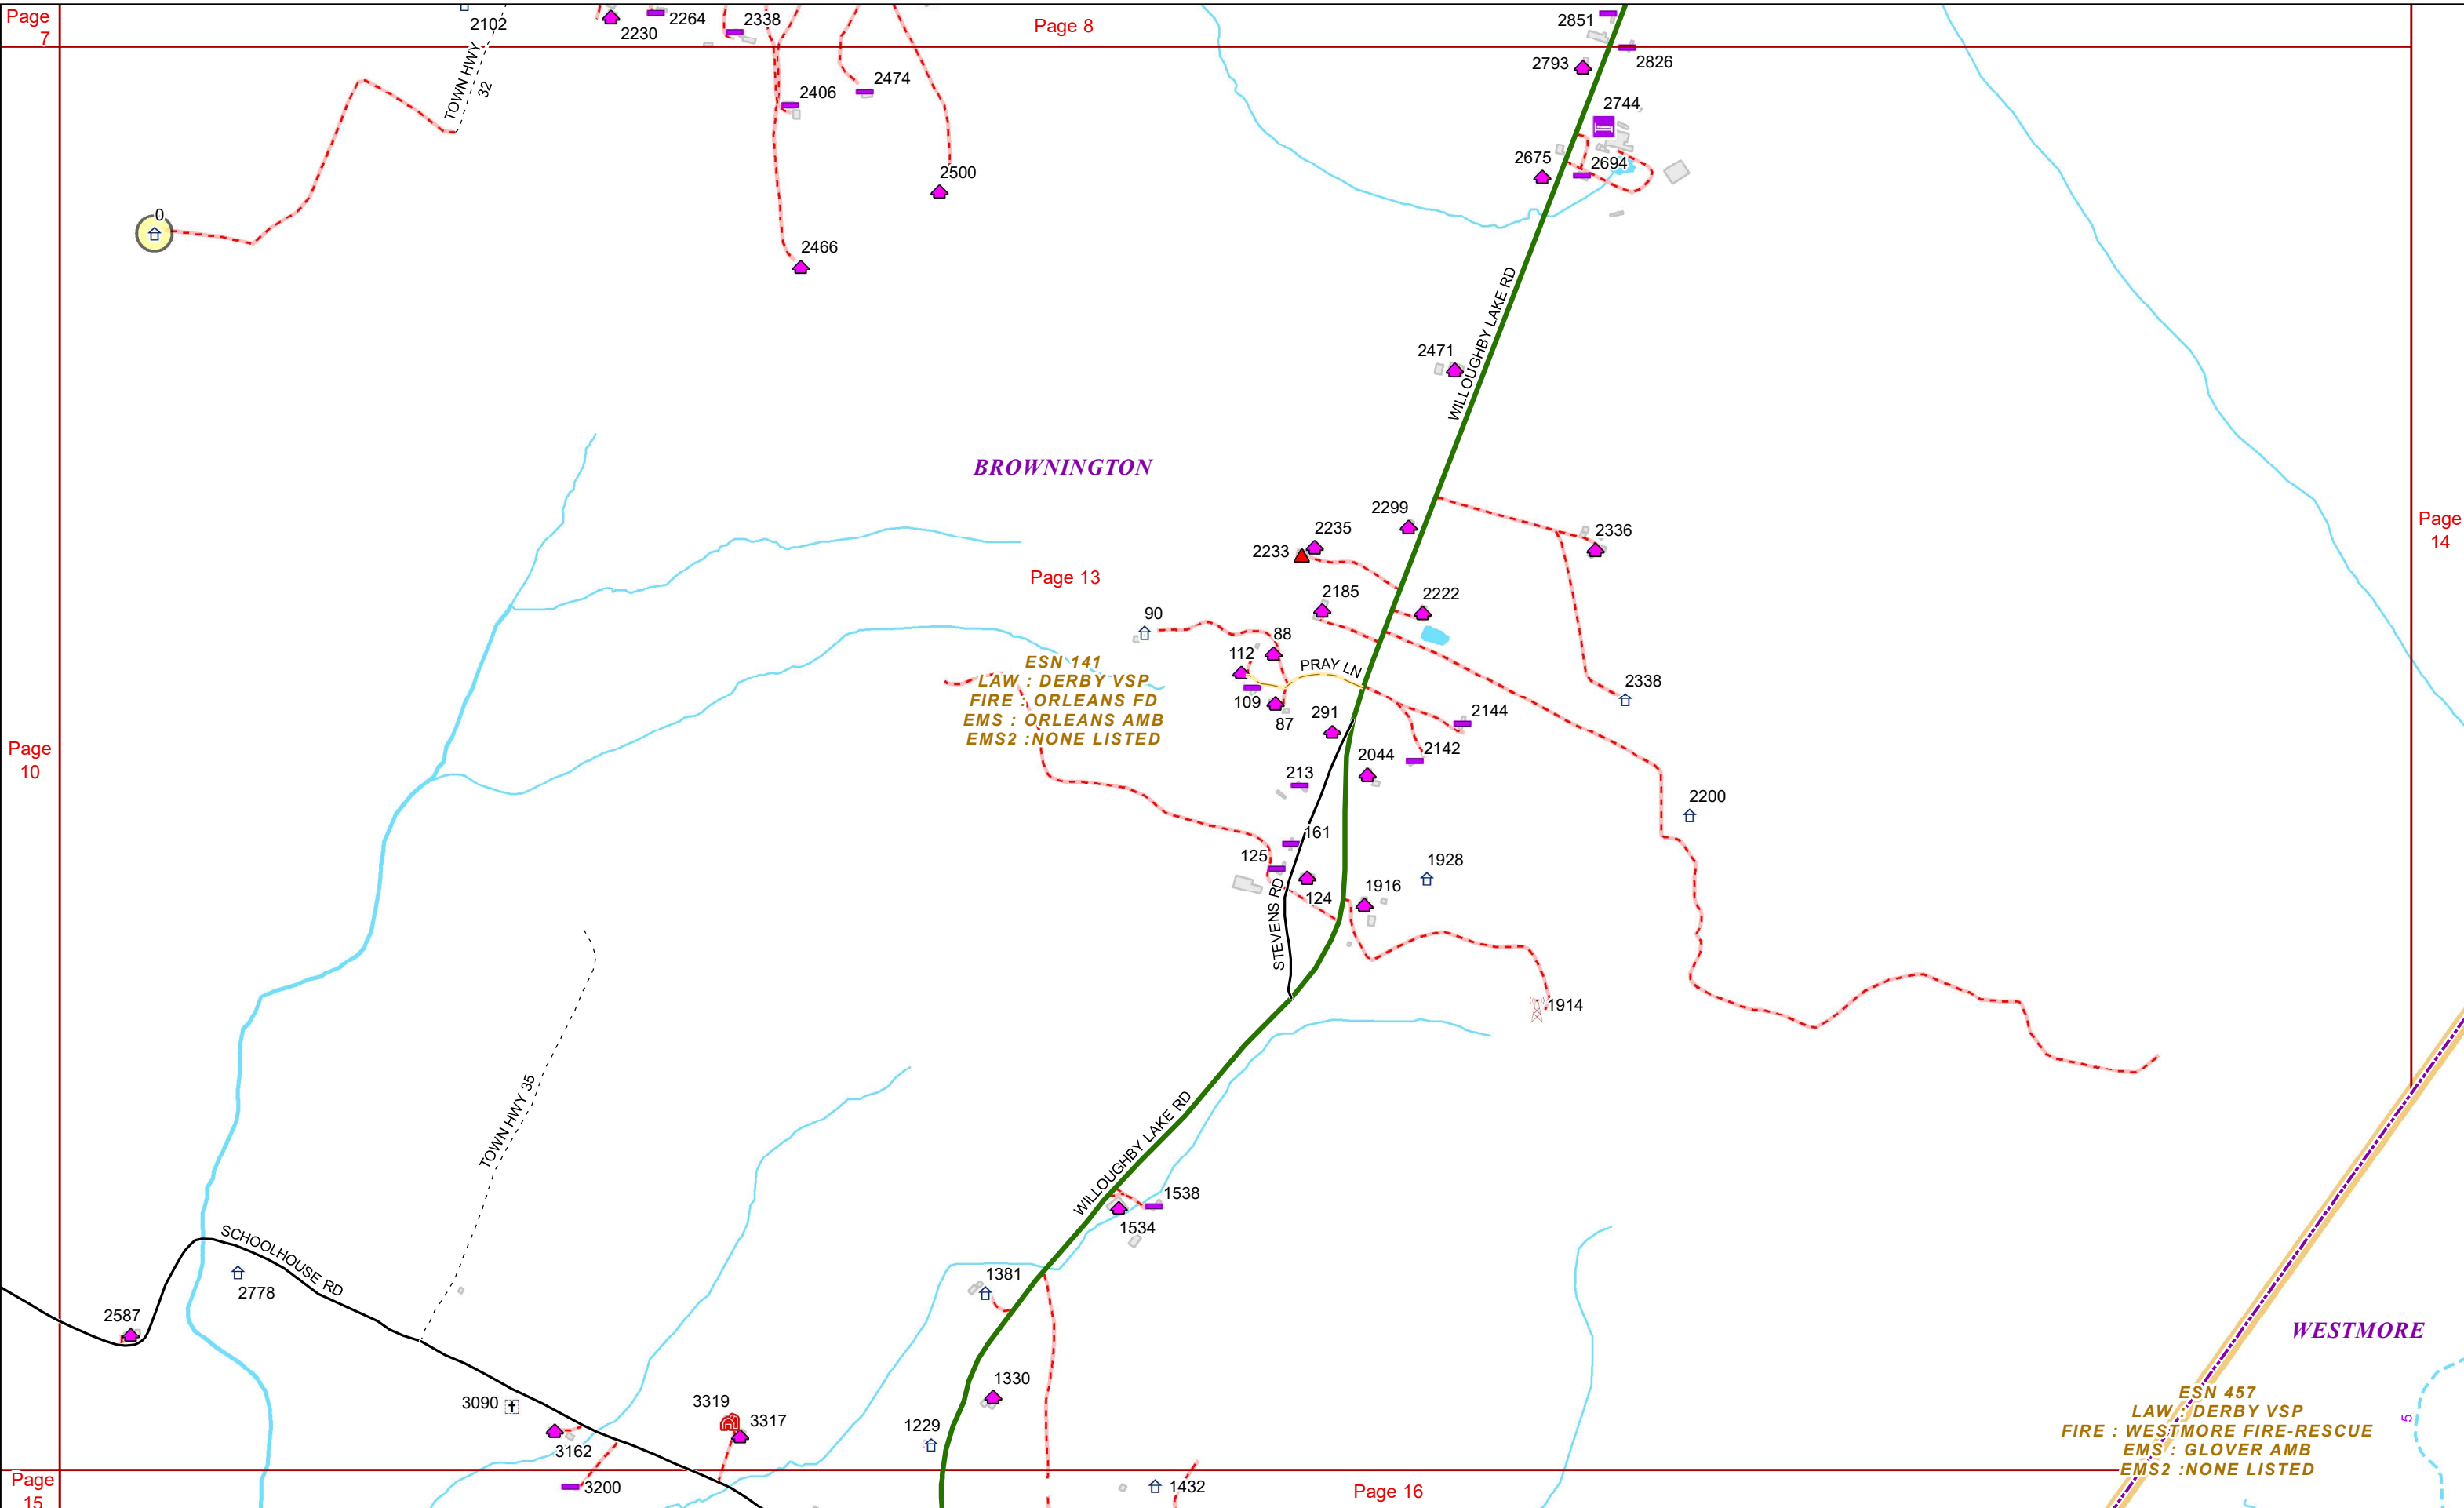 Page
7
2102
2230
2264
2338
Page 8
2851
2826
2793
TOWN HWY
32
2406
2474
2744
2675
2694
2500
0
2466
WILLOUGHBY LAKE RD
2471
BROWNINGTON
2299
2235
2233
2336
Page
14
Page 13
2185
2222
90
88
112
PRAY LN
ESN 141
LAW : DERBY VSP
FIRE : ORLEANS FD
EMS : ORLEANS AMB
EMS2 :NONE LISTED
109
87
291
2338
2144
2142
2044
Page
10
213
2200
161
125
1928
124
1916
STEVENS RD
1914
TOWN HWY 35
WILLOUGHBY LAKE RD
1538
1534
SCHOOLHOUSE RD
2778
1381
2587
WESTMORE
1330
3090
3319
3317
1229
3162
ESN 457
LAW : DERBY VSP
FIRE : WESTMORE FIRE-RESCUE
EMS : GLOVER AMB
EMS2 :NONE LISTED
5
Page
15
3200
1432
Page 16